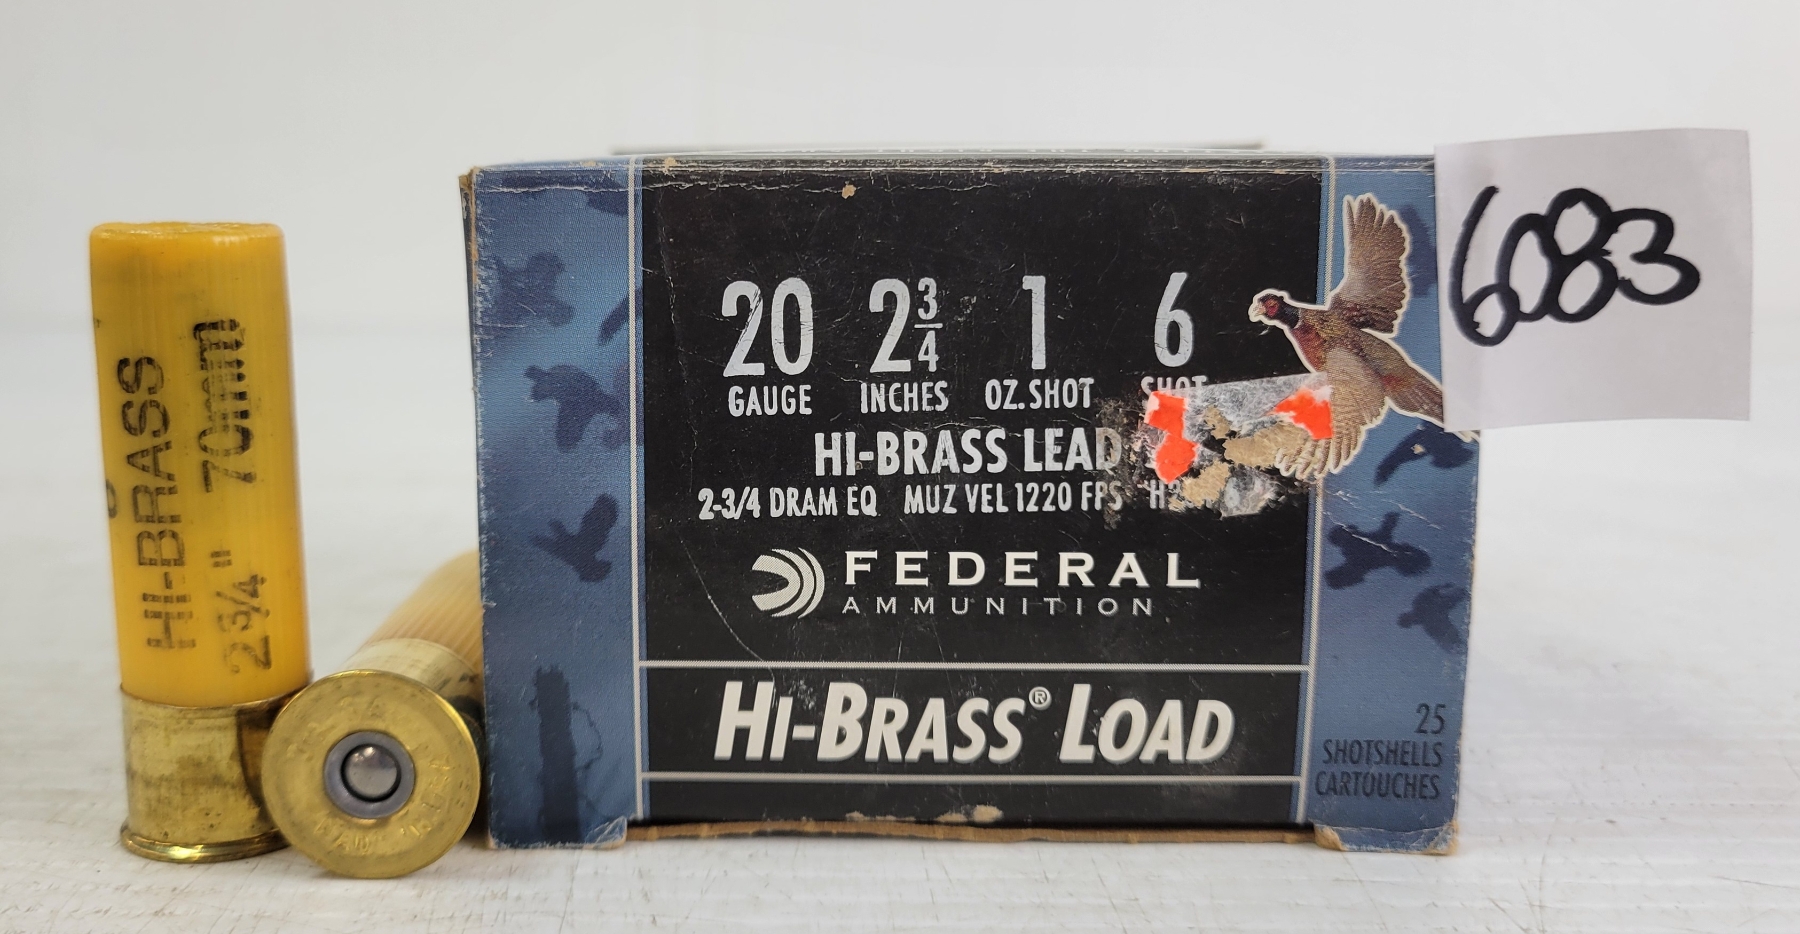 HI-BRASS
2 3/4" 70mm
20 2 3/4 1 6
GAUGE INCHES OZ. SHOT SHOT
HI-BRASS LEAD
2-3/4 DRAM EQ MUZ VEL 1220 FPS
FEDERAL
AMMUNITION
HI-BRASS® LOAD
25
SHOTSHELLS
CARTOUCHES
6083